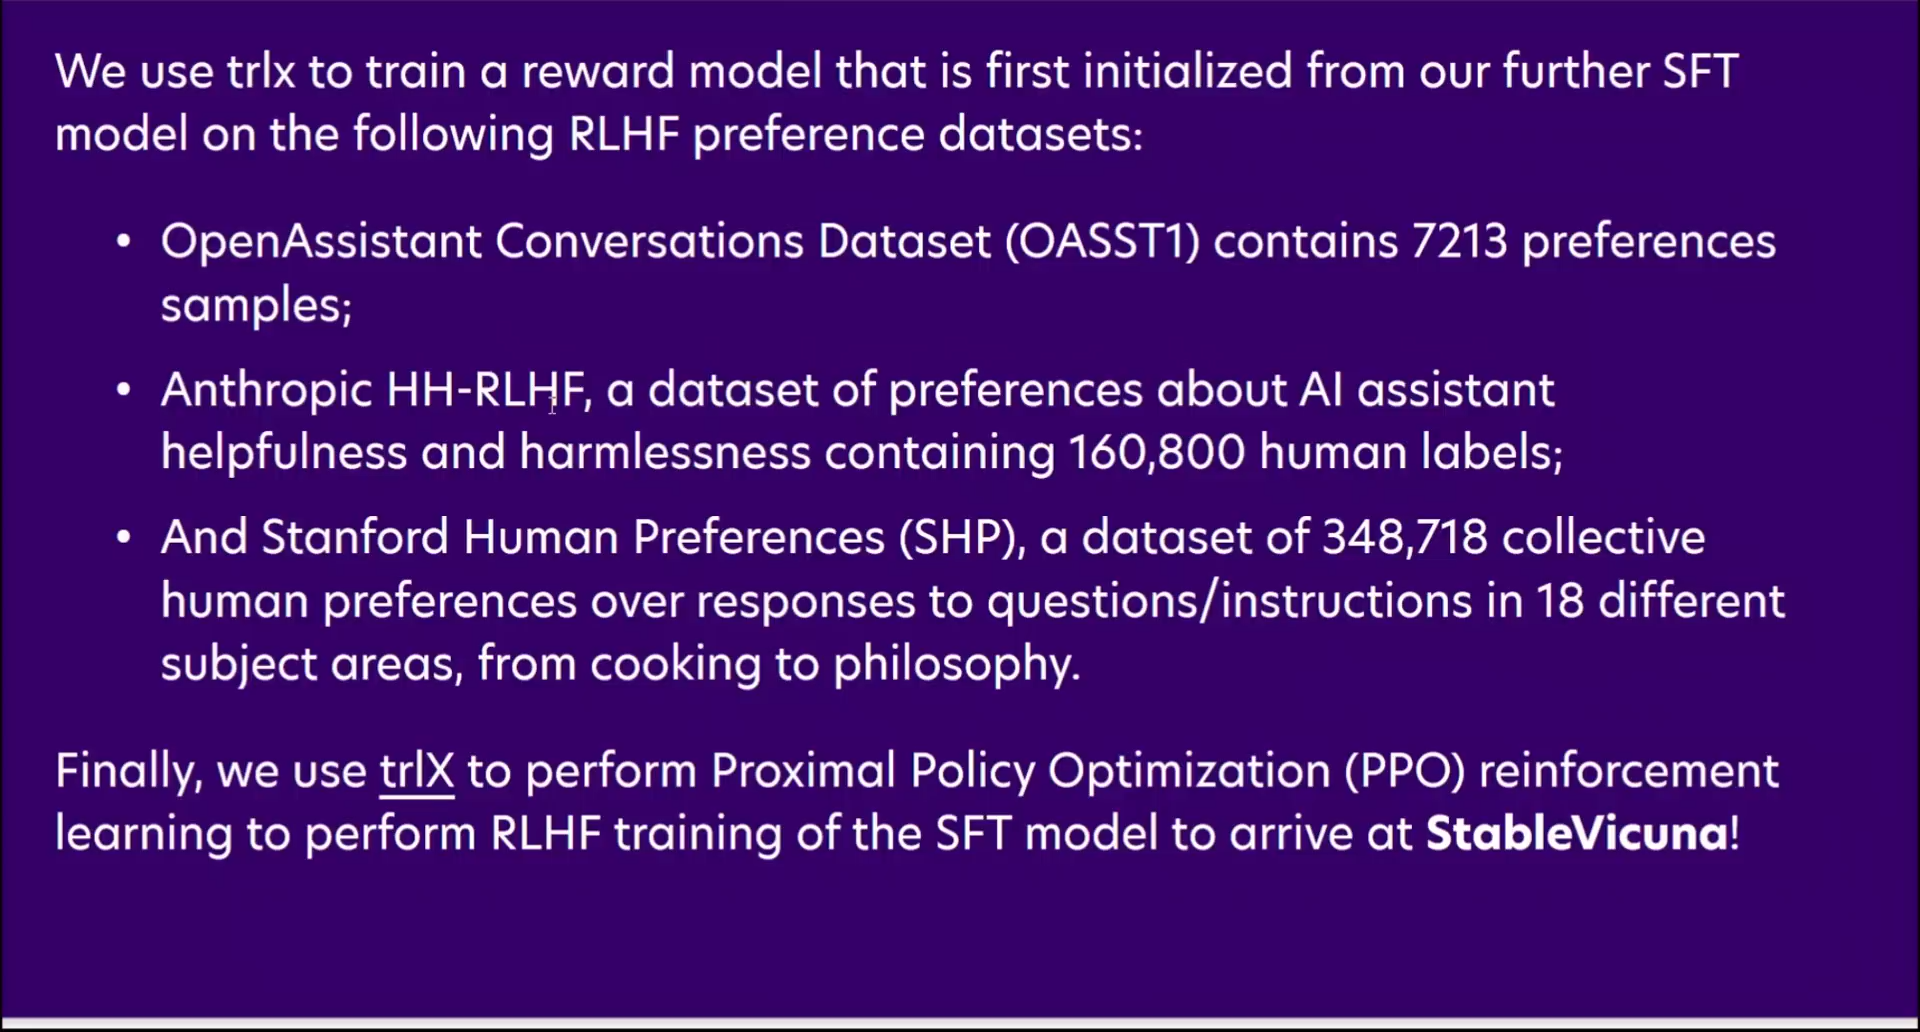 We use trlx to train a reward model that is first initialized from our further SFT
model on the following RLHF preference datasets:
• OpenAssistant Conversations Dataset (OASST1) contains 7213 preferences
samples;
• Anthropic HH-RLHF, a dataset of preferences about AI assistant
helpfulness and harmlessness containing 160,800 human labels;
• And Stanford Human Preferences (SHP), a dataset of 348,718 collective
human preferences over responses to questions/instructions in 18 different
subject areas, from cooking to philosophy.
Finally, we use trlX to perform Proximal Policy Optimization (PPO) reinforcement
learning to perform RLHF training of the SFT model to arrive at StableVicuna!